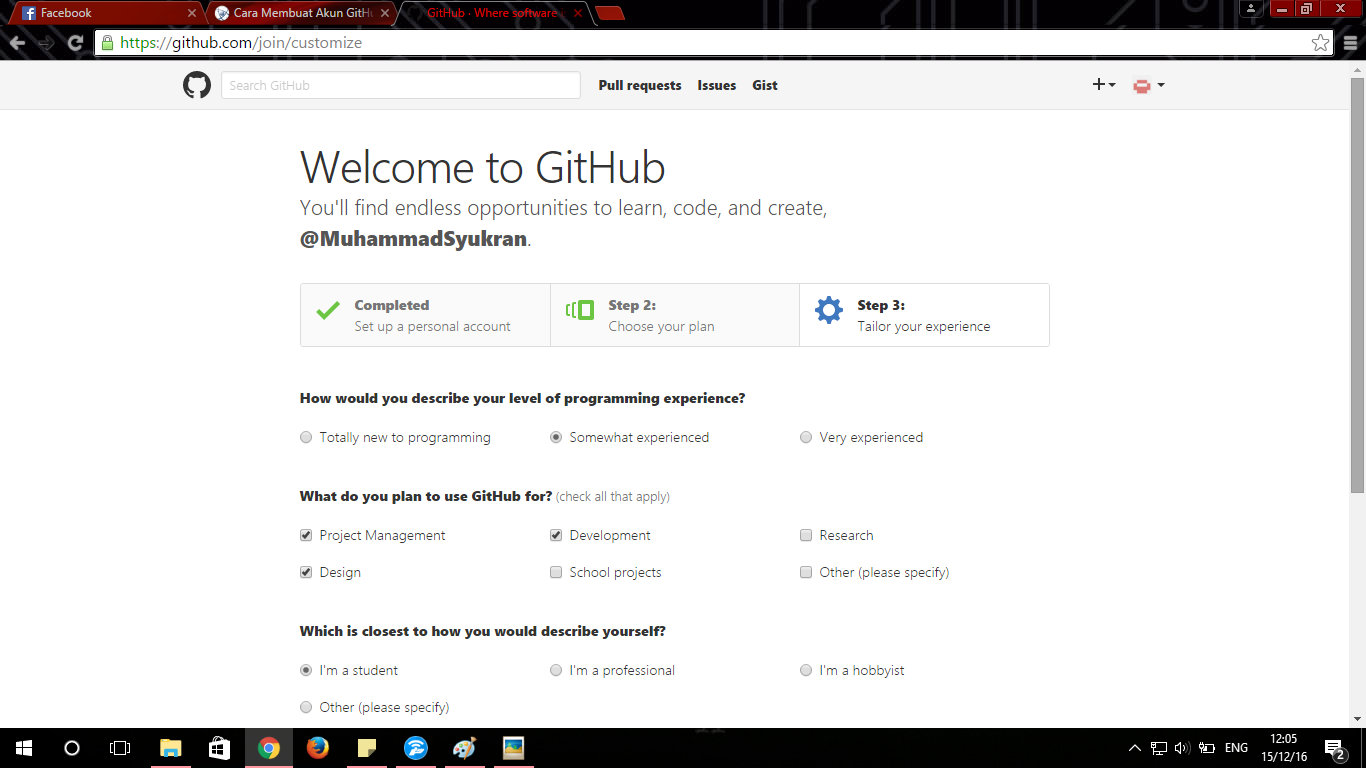 Facebook
Cara Membuat Akun GitHu
GitHub · Where software
https://github.com/join/customize
Search GitHub
Pull requests Issues Gist
Welcome to GitHub
You'll find endless opportunities to learn, code, and create,
@MuhammadSyukran.
Completed
Set up a personal account
Step 2:
Choose your plan
Step 3:
Tailor your experience
How would you describe your level of programming experience?
Totally new to programming Somewhat experienced Very experienced
What do you plan to use GitHub for? (check all that apply)
Project Management Development Research
Design School projects Other (please specify)
Which is closest to how you would describe yourself?
I'm a student I'm a professional I'm a hobbyist
Other (please specify)
ENG
12:05
15/12/16
2